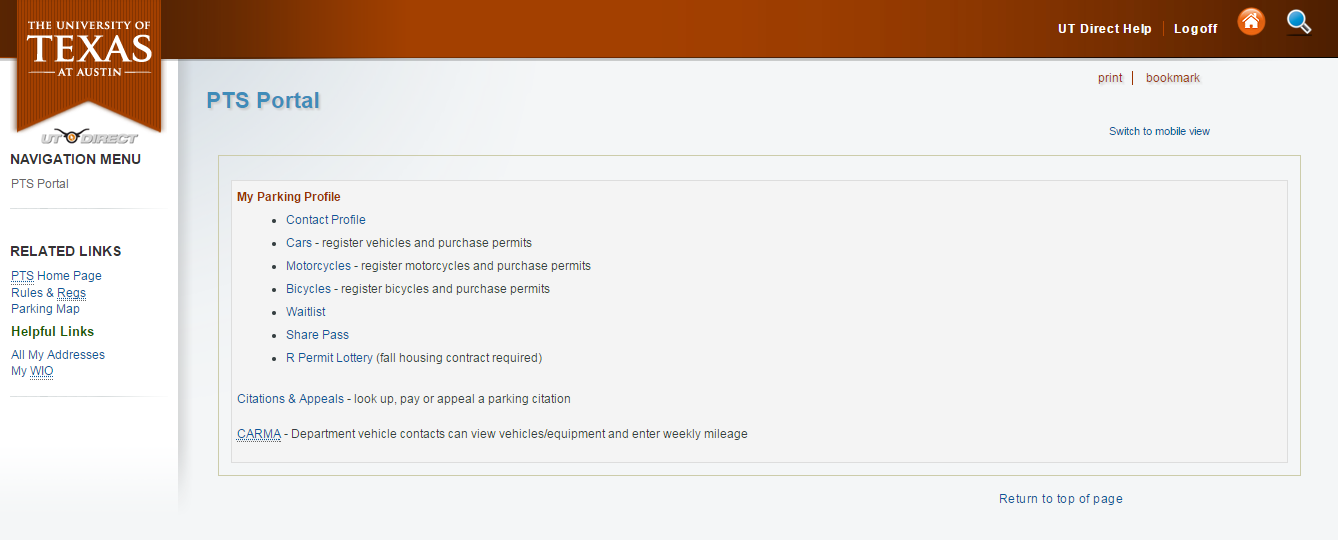 THE UNIVERSITY OF
TEXAS
AT AUSTIN
UT DIRECT
UT Direct Help
Logoff
print
bookmark
PTS Portal
Switch to mobile view
NAVIGATION MENU
PTS Portal
RELATED LINKS
PTS Home Page
Rules & Regs
Parking Map
Helpful Links
All My Addresses
My WIO
My Parking Profile
• Contact Profile
• Cars - register vehicles and purchase permits
• Motorcycles - register motorcycles and purchase permits
• Bicycles - register bicycles and purchase permits
• Waitlist
• Share Pass
• R Permit Lottery (fall housing contract required)
Citations & Appeals - look up, pay or appeal a parking citation
CARMA - Department vehicle contacts can view vehicles/equipment and enter weekly mileage
Return to top of page